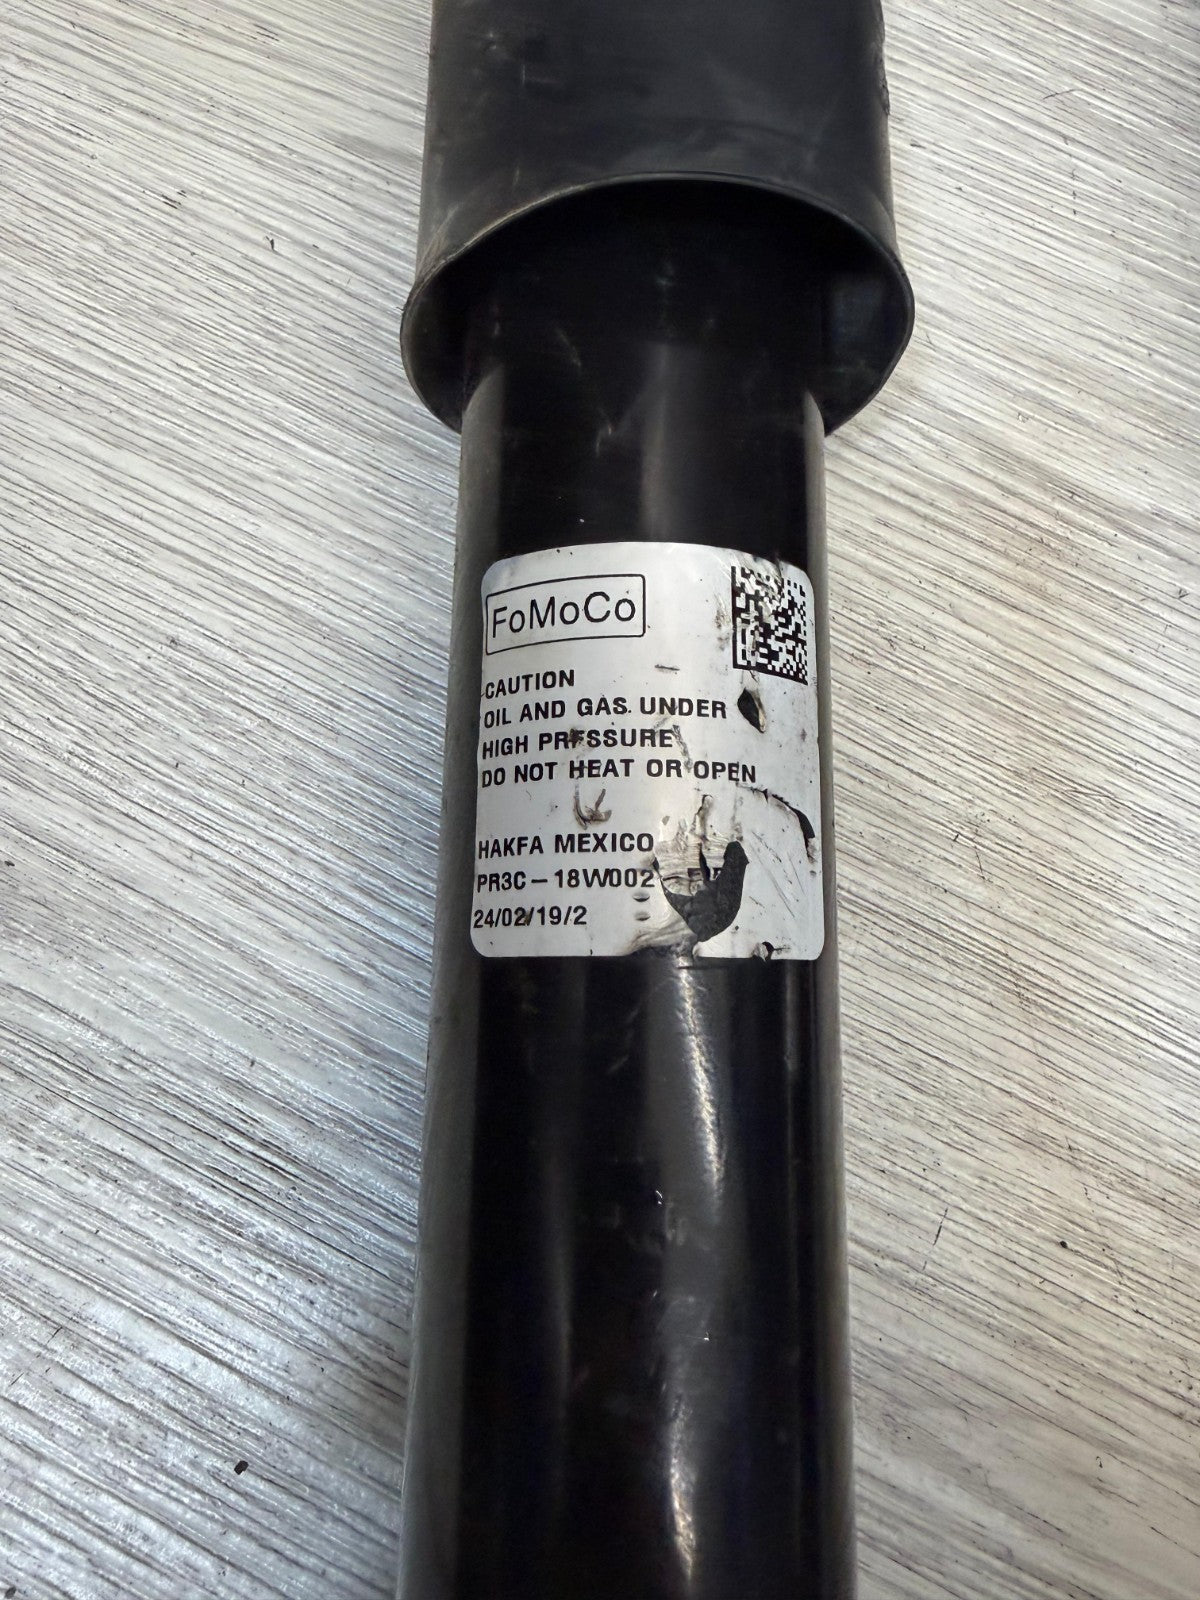 FoMoCo
CAUTION
OIL AND GAS UNDER
HIGH PRESSURE
DO NOT HEAT OR OPEN
HAKFA MEXICO
PR3C-18W002
24/02/19/2